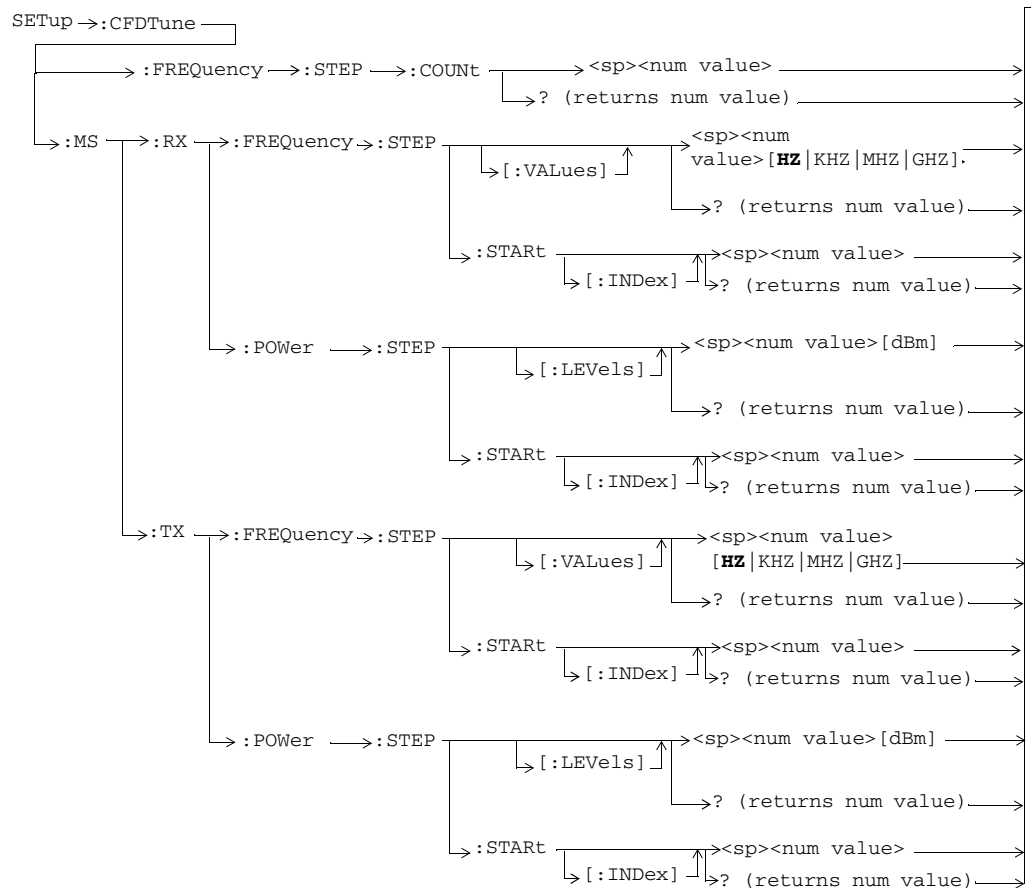 SETup :CFDTune
:FREQuency :STEP :COUNt <sp><num value>
? (returns num value)
:MS :RX :FREQuency :STEP <sp><num
value>[HZ|KHZ|MHZ|GHZ]
[:VALues]
? (returns num value)
:STARt <sp><num value>
[:INDex] ? (returns num value)
:POWer :STEP <sp><num value>[dBm]
[:LEVels]
? (returns num value)
:STARt <sp><num value>
[:INDex] ? (returns num value)
:TX :FREQuency :STEP <sp><num value>
[:VALues] [HZ|KHZ|MHZ|GHZ]
? (returns num value)
:STARt <sp><num value>
[:INDex] ? (returns num value)
:POWer :STEP <sp><num value>[dBm]
[:LEVels]
? (returns num value)
:STARt <sp><num value>
[:INDex] ? (returns num value)